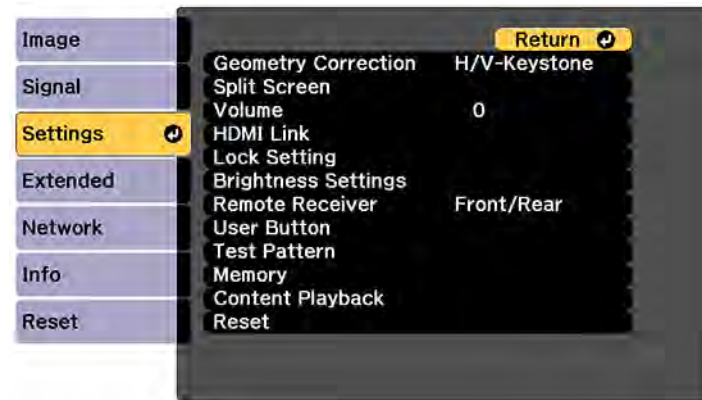 Image
Signal
Settings
Extended
Network
Info
Reset
Return
Geometry Correction H/V-Keystone
Split Screen
Volume 0
HDMI Link
Lock Setting
Brightness Settings
Remote Receiver Front/Rear
User Button
Test Pattern
Memory
Content Playback
Reset